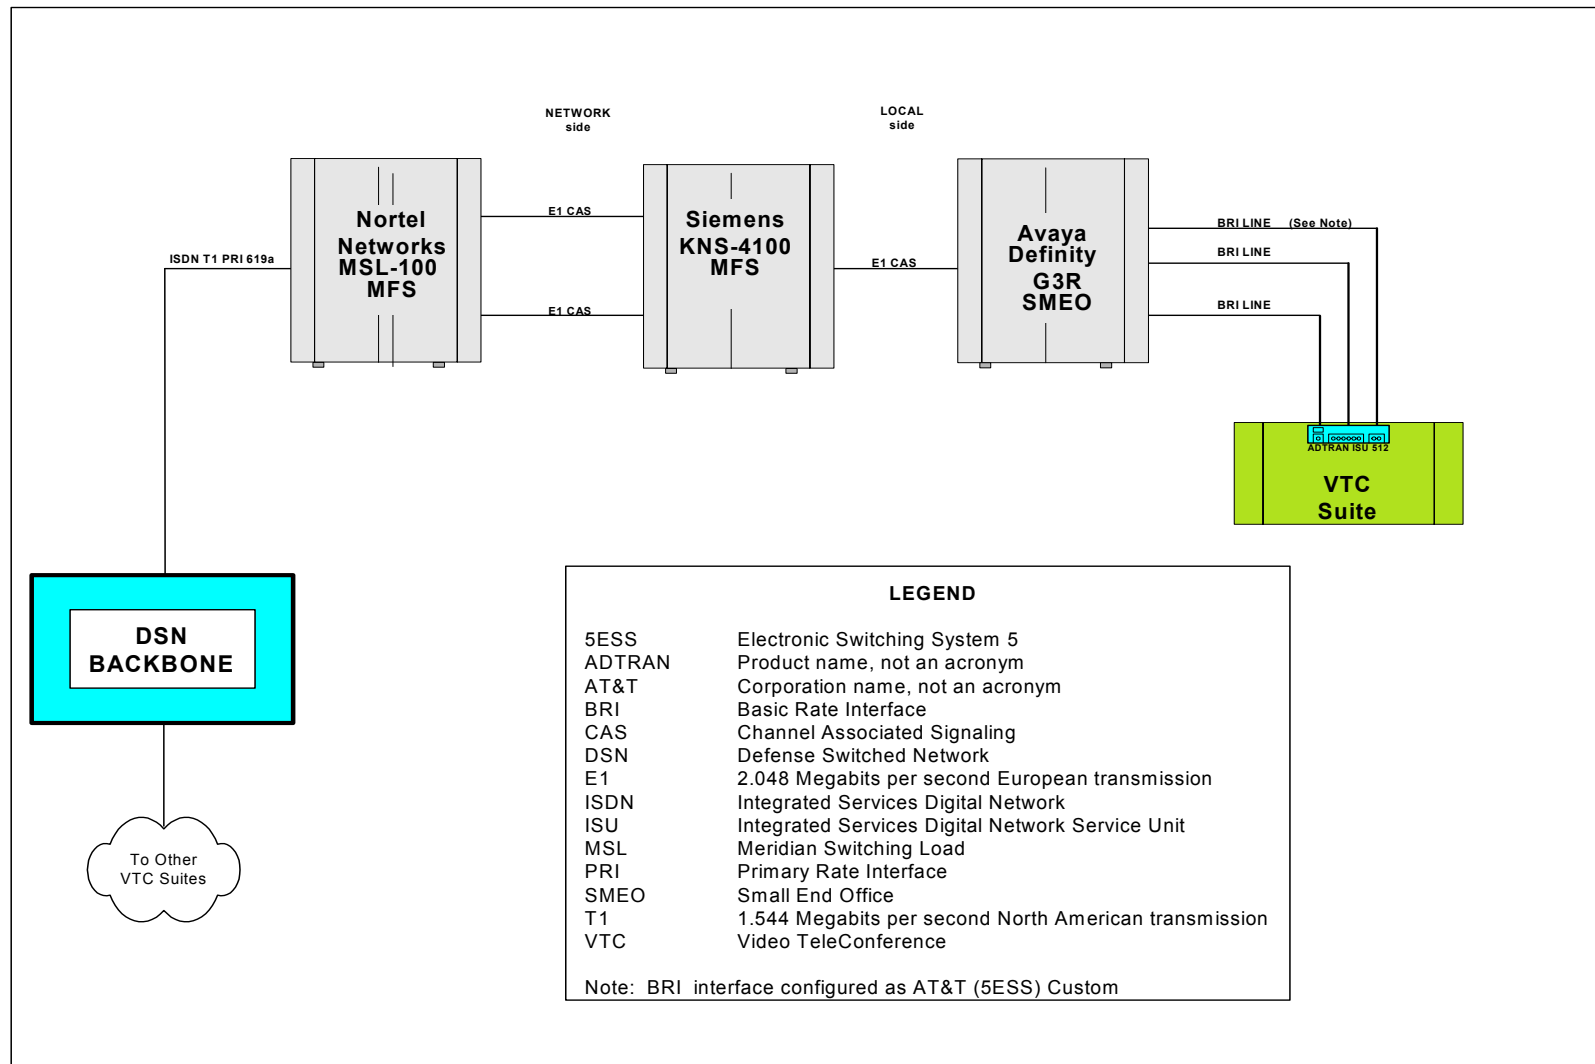 NETWORK
side
LOCAL
side
Nortel
Networks
MSL-100
MFS
Siemens
KNS-4100
MFS
Avaya
Definity
G3R
SMEO
E1 CAS
E1 CAS
E1 CAS
ISDN T1 PRI 619a
BRI LINE (See Note)
BRI LINE
BRI LINE
ADTRAN ISU 512
VTC
Suite
DSN
BACKBONE
To Other
VTC Suites
LEGEND
5ESS Electronic Switching System 5
ADTRAN Product name, not an acronym
AT&T Corporation name, not an acronym
BRI Basic Rate Interface
CAS Channel Associated Signaling
DSN Defense Switched Network
E1 2.048 Megabits per second European transmission
ISDN Integrated Services Digital Network
ISU Integrated Services Digital Network Service Unit
MSL Meridian Switching Load
PRI Primary Rate Interface
SMEO Small End Office
T1 1.544 Megabits per second North American transmission
VTC Video TeleConference
Note: BRI interface configured as AT&T (5ESS) Custom